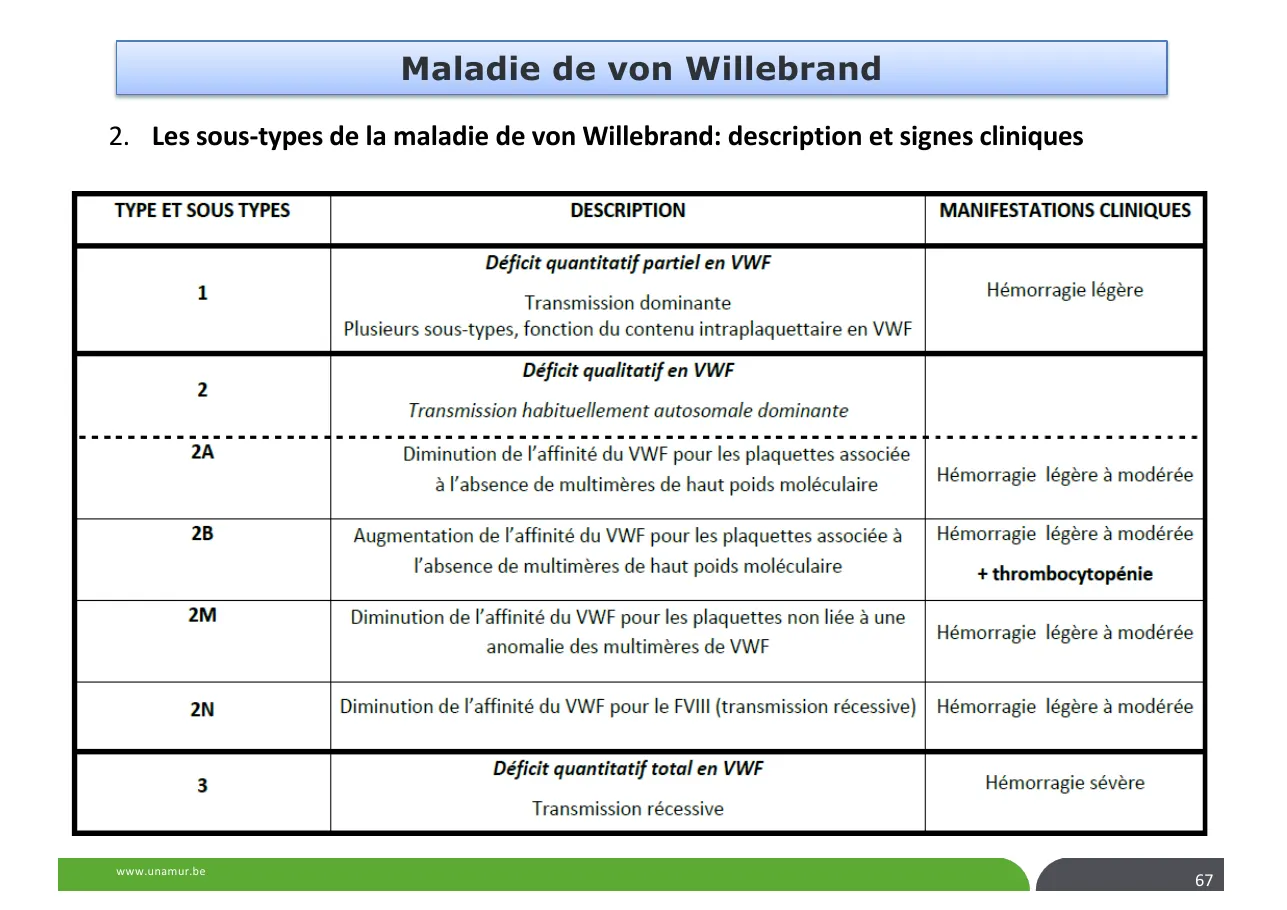 Maladie de von Willebrand
2. Les sous-types de la maladie de von Willebrand: description et signes cliniques
TYPE ET SOUS TYPES
DESCRIPTION
MANIFESTATIONS CLINIQUES
1
Déficit quantitatif partiel en VWF
Transmission dominante
Plusieurs sous-types, fonction du contenu intraplaquettaire en VWF
Hémorragie légère
2
Déficit qualitatif en VWF
Transmission habituellement autosomale dominante
2A
Diminution de l’affinité du VWF pour les plaquettes associée
à l’absence de multimères de haut poids moléculaire
Hémorragie légère à modérée
2B
Augmentation de l’affinité du VWF pour les plaquettes associée à
l’absence de multimères de haut poids moléculaire
Hémorragie légère à modérée
+ thrombocytopénie
2M
Diminution de l’affinité du VWF pour les plaquettes non liée à une
anomalie des multimères de VWF
Hémorragie légère à modérée
2N
Diminution de l’affinité du VWF pour le FVIII (transmission récessive)
Hémorragie légère à modérée
3
Déficit quantitatif total en VWF
Transmission récessive
Hémorragie sévère
www.unamur.be
67